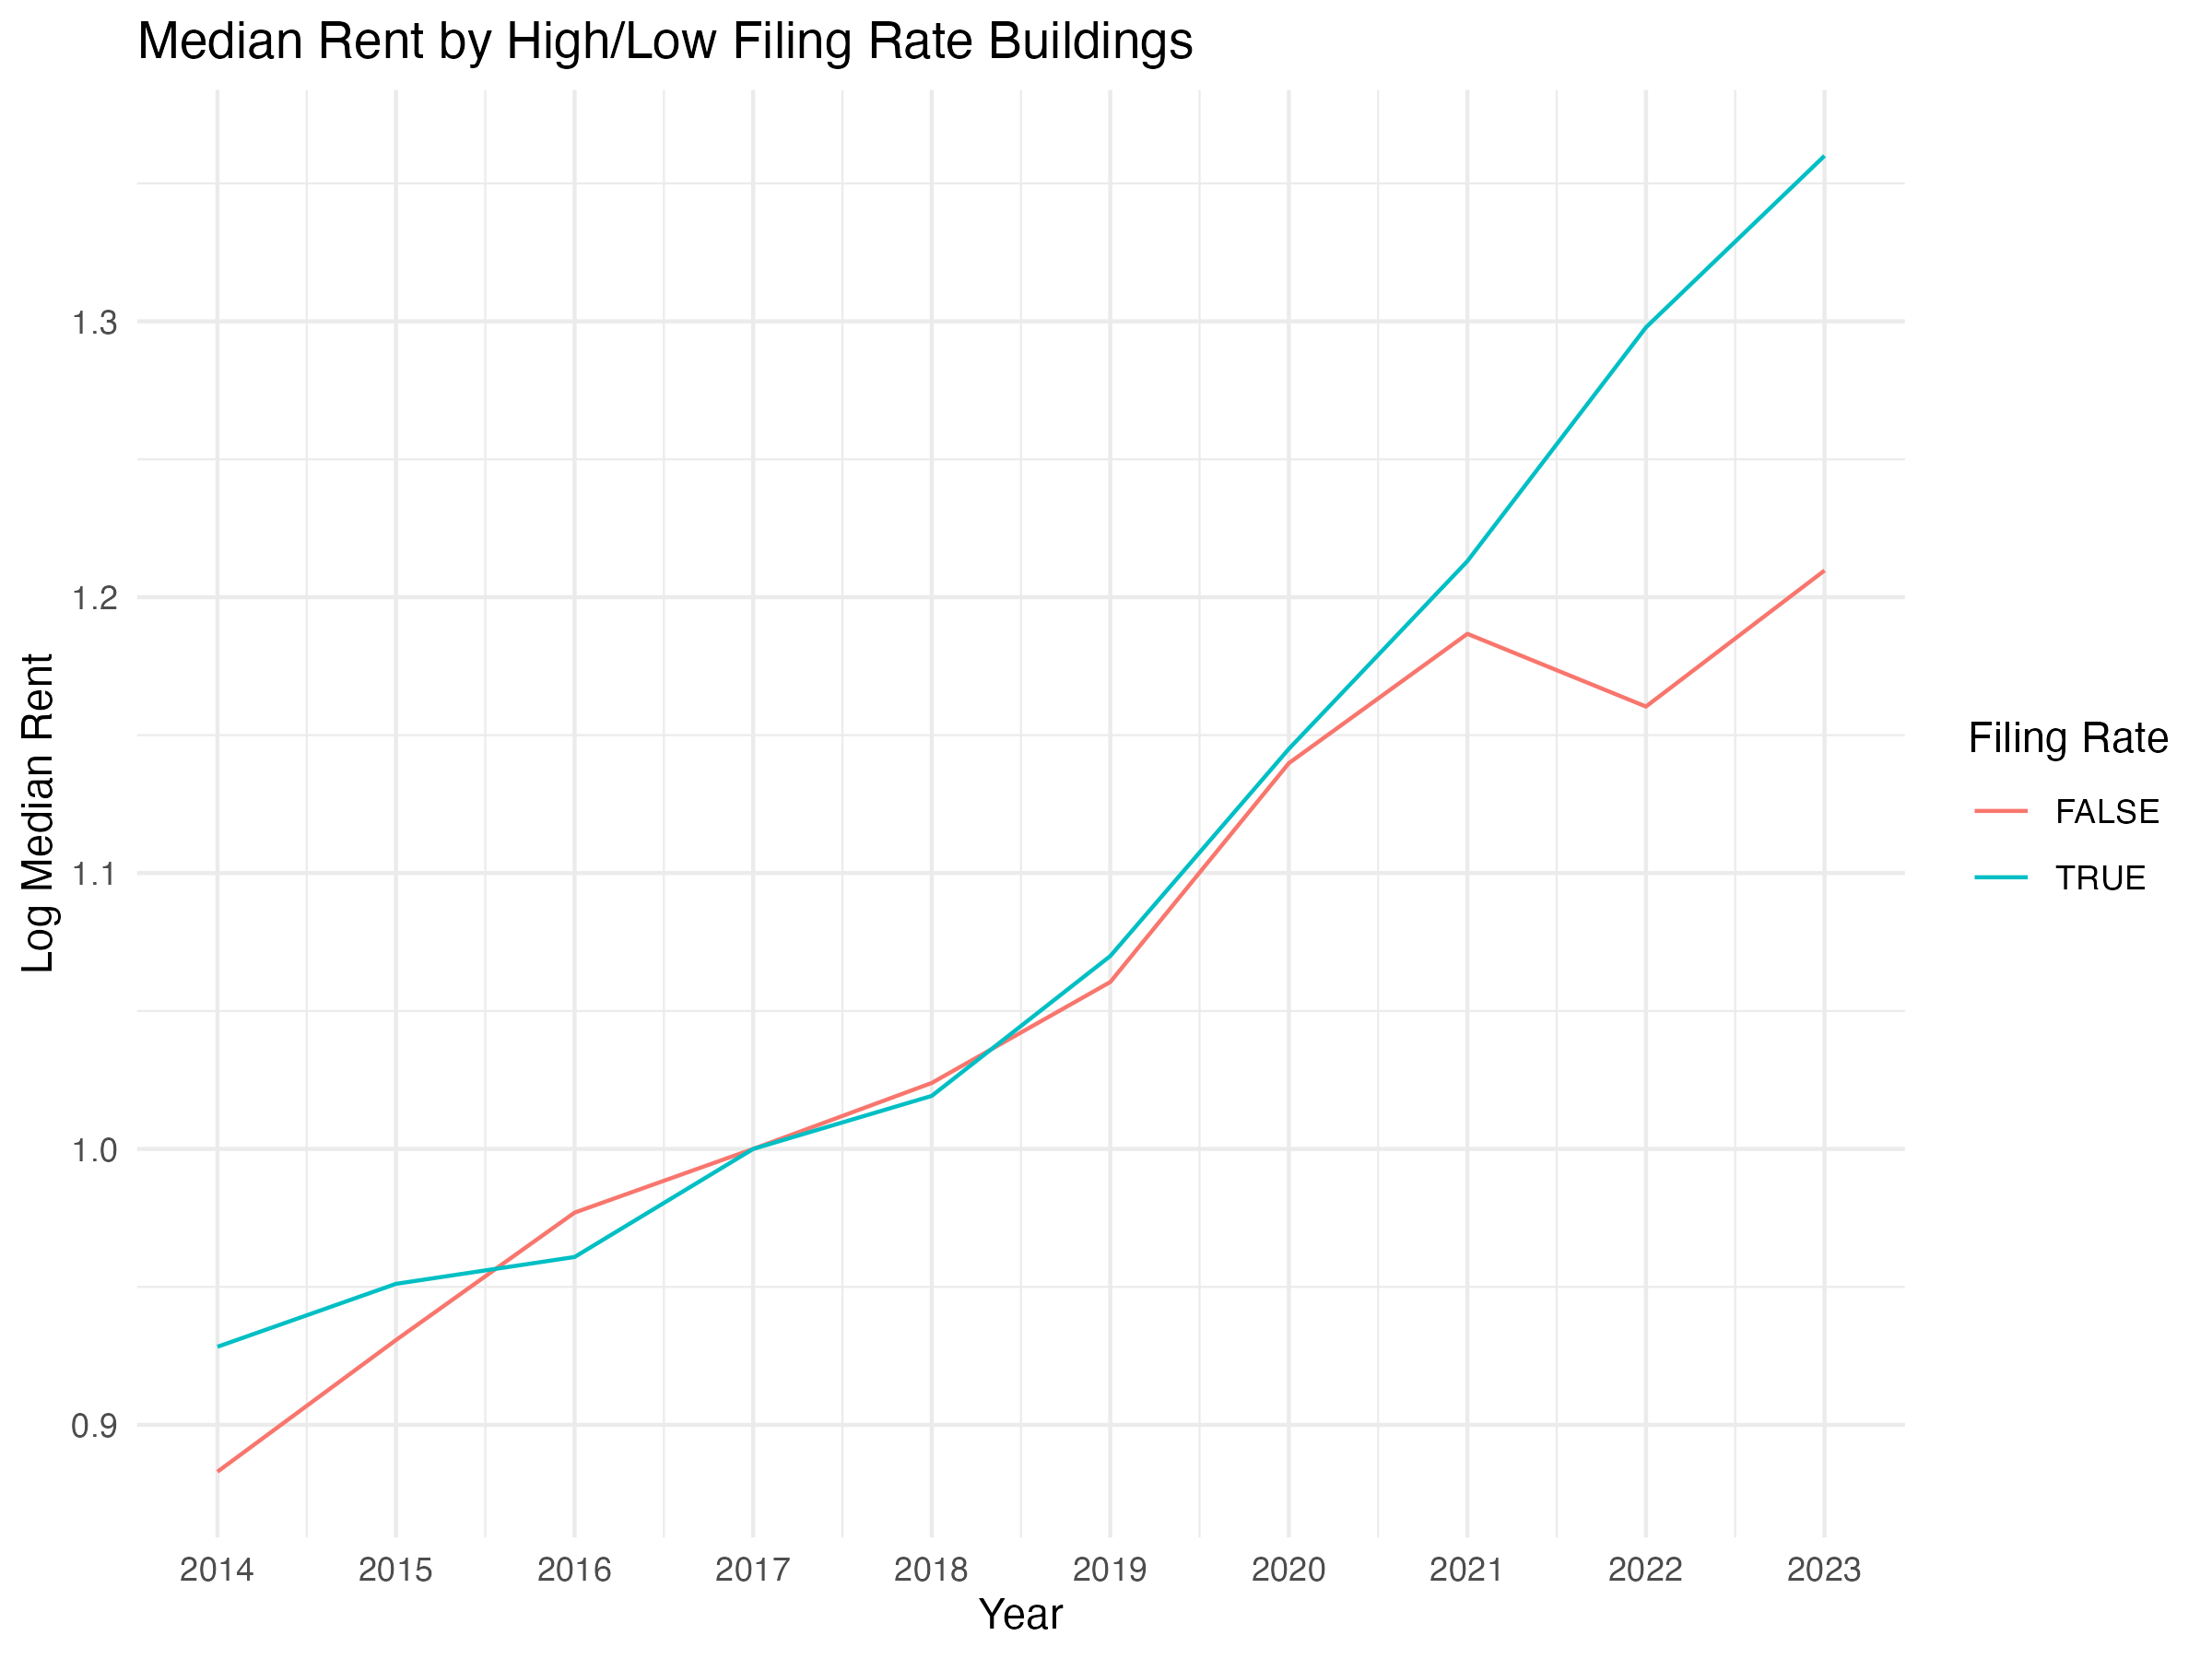 Median Rent by High/Low Filing Rate Buildings
Log Median Rent
1.3
1.2
1.1
1.0
0.9
2014 2015 2016 2017 2018 2019 2020 2021 2022 2023
Year
Filing Rate
FALSE
TRUE